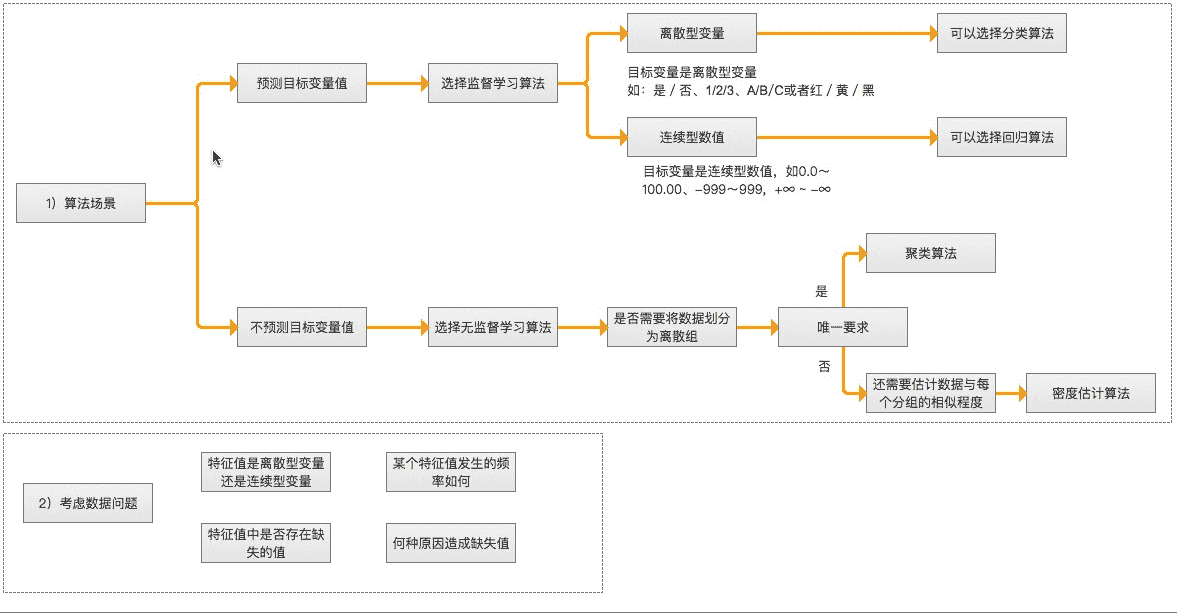 离散型变量
可以选择分类算法
预测目标变量值
选择监督学习算法
目标变量是离散型变量
如：是 / 否、1/2/3、A/B/C或者红 / 黄 / 黑
连续型数值
可以选择回归算法
目标变量是连续型数值，如0.0～
100.00、-999～999，+∞ ~ -∞
1）算法场景
聚类算法
是
不预测目标变量值
选择无监督学习算法
是否需要将数据划分
为离散组
唯一要求
否
还需要估计数据与每
个分组的相似程度
密度估计算法
2）考虑数据问题
特征值是离散型变量
还是连续型变量
某个特征值发生的频
率如何
特征值中是否存在缺
失的值
何种原因造成缺失值